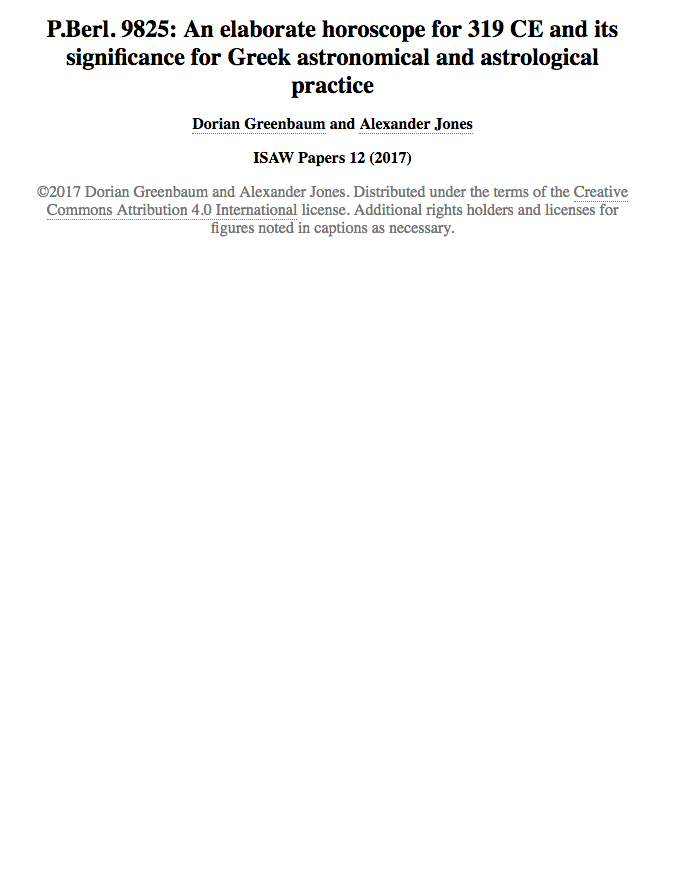 P.Berl. 9825: An elaborate horoscope for 319 CE and its
significance for Greek astronomical and astrological
practice
Dorian Greenbaum and Alexander Jones
ISAW Papers 12 (2017)
©2017 Dorian Greenbaum and Alexander Jones. Distributed under the terms of the Creative
Commons Attribution 4.0 International license. Additional rights holders and licenses for
figures noted in captions as necessary.